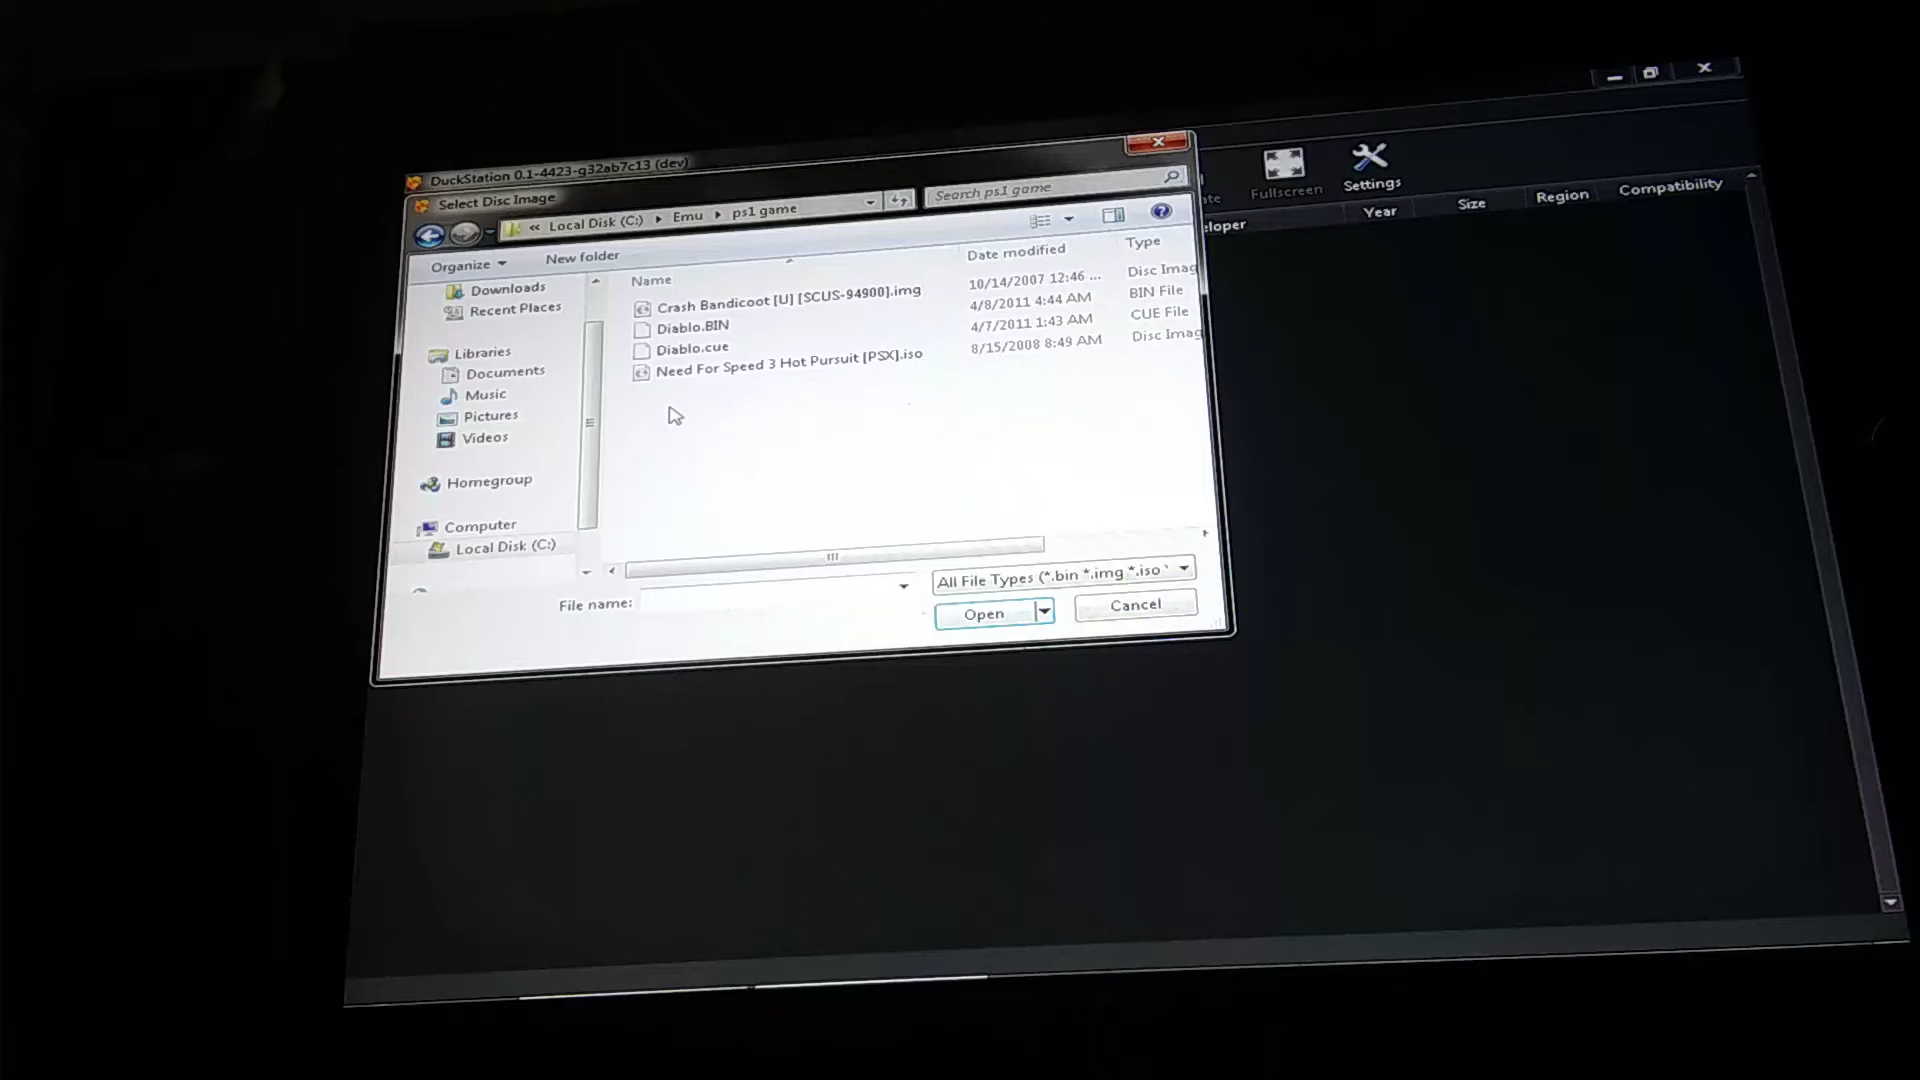 DuckStation 0.1-4423-g32ab7c13 (dev)
Select Disc Image
« Local Disk (C:) ▸ Emu ▸ ps1 game
Search ps1 game
Organize
New folder
Downloads
Recent Places
Libraries
Documents
Music
Pictures
Videos
Homegroup
Computer
Local Disk (C:)
Name
Date modified
Type
Crash Bandicoot [U] [SCUS-94900].img
10/14/2007 12:46 ...
Disc Imag
Diablo.BIN
4/8/2011 4:44 AM
BIN File
Diablo.cue
4/7/2011 1:43 AM
CUE File
Need For Speed 3 Hot Pursuit [PSX].iso
8/15/2008 8:49 AM
Disc Imag
File name:
All File Types (*.bin *.img *.iso
Open
Cancel
Fullscreen
Settings
eloper
Year
Size
Region
Compatibility